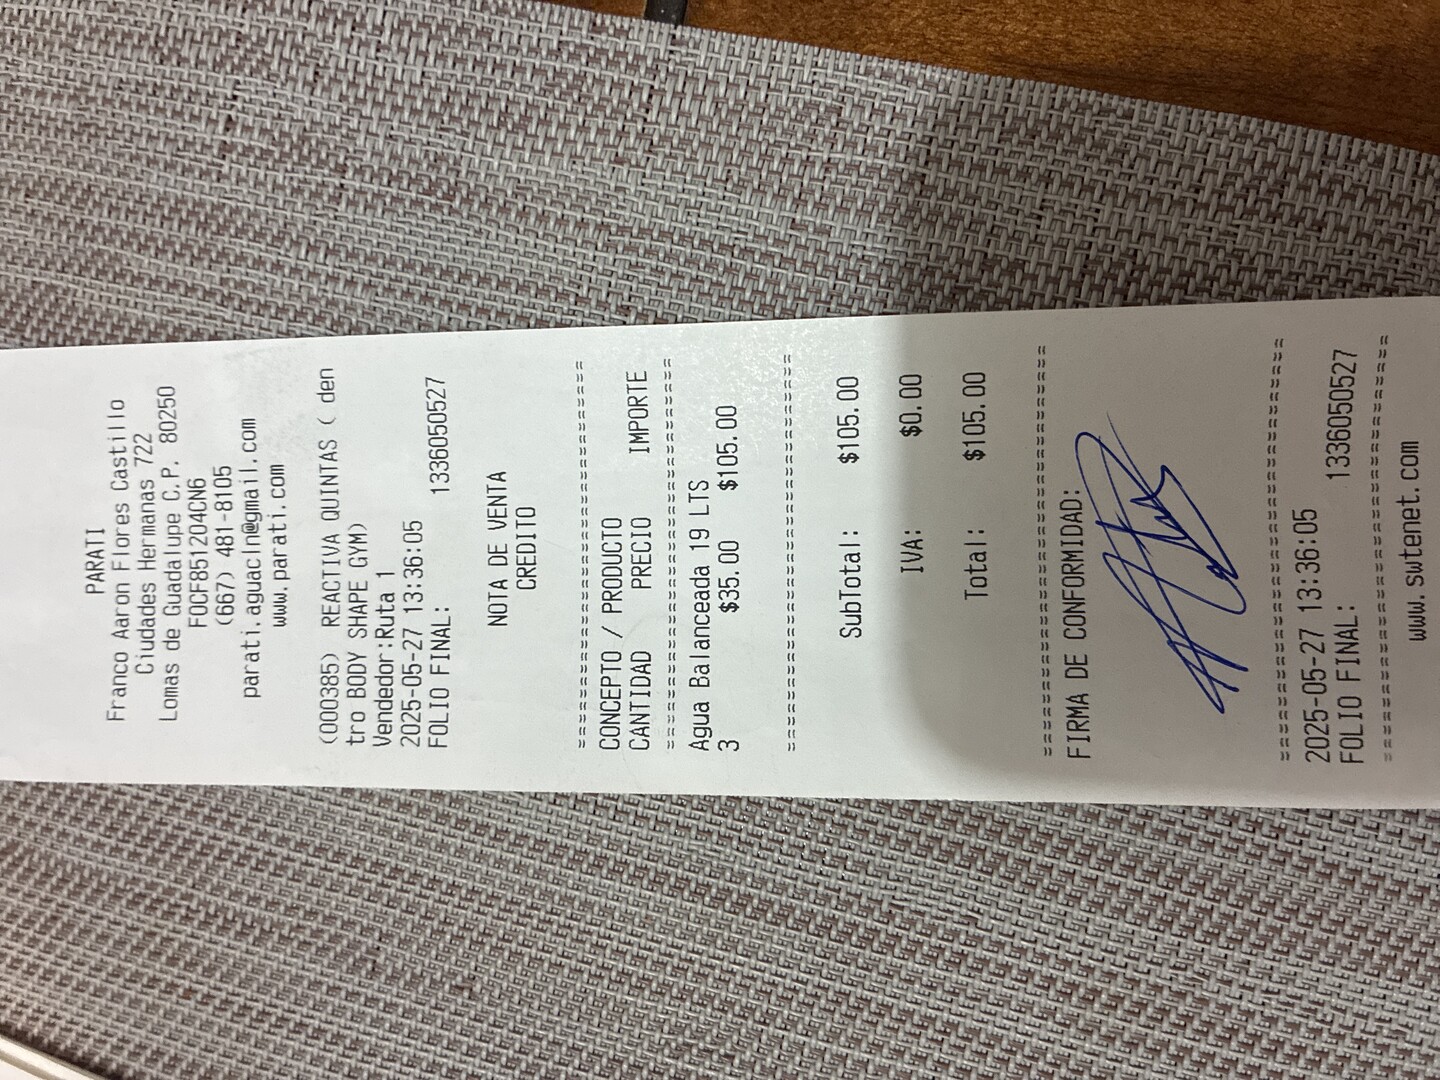 PARATI
Franco Aaron Flores Castillo
Ciudades Hermanas 722
Lomas de Guadalupe C.P. 80250
FOCF851204CN6
(667) 481-8105
parati.aguacln@gmail.com
www.parati.com
(000385) REACTIVA QUINTAS ( den
tro BODY SHAPE GYM)
Vendedor:Ruta 1
2025-05-27 13:36:05
FOLIO FINAL: 1336050527
NOTA DE VENTA
CREDITO
===============================
CONCEPTO / PRODUCTO
CANTIDAD PRECIO IMPORTE
===============================
Agua Balanceada 19 LTS
3 $35.00 $105.00
===============================
SubTotal: $105.00
IVA: $0.00
Total: $105.00
===============================
FIRMA DE CONFORMIDAD:
===============================
2025-05-27 13:36:05
FOLIO FINAL: 1336050527
===============================
www.swtenet.com